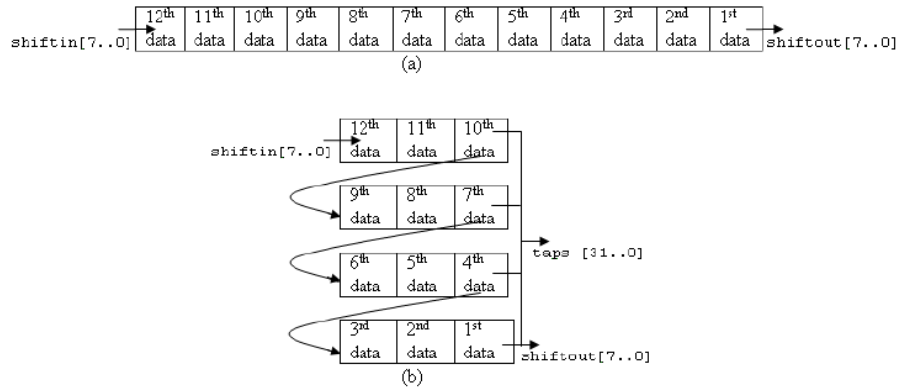 12th 11th 10th 9th 8th 7th 6th 5th 4th 3rd 2nd 1st
shiftin[7..0] data data data data data data data data data data data data shiftout[7..0]
(a)
12th 11th 10th
shiftin[7..0] data data data
9th 8th 7th
data data data
taps [31..0]
6th 5th 4th
data data data
3rd 2nd 1st
data data data shiftout[7..0]
(b)